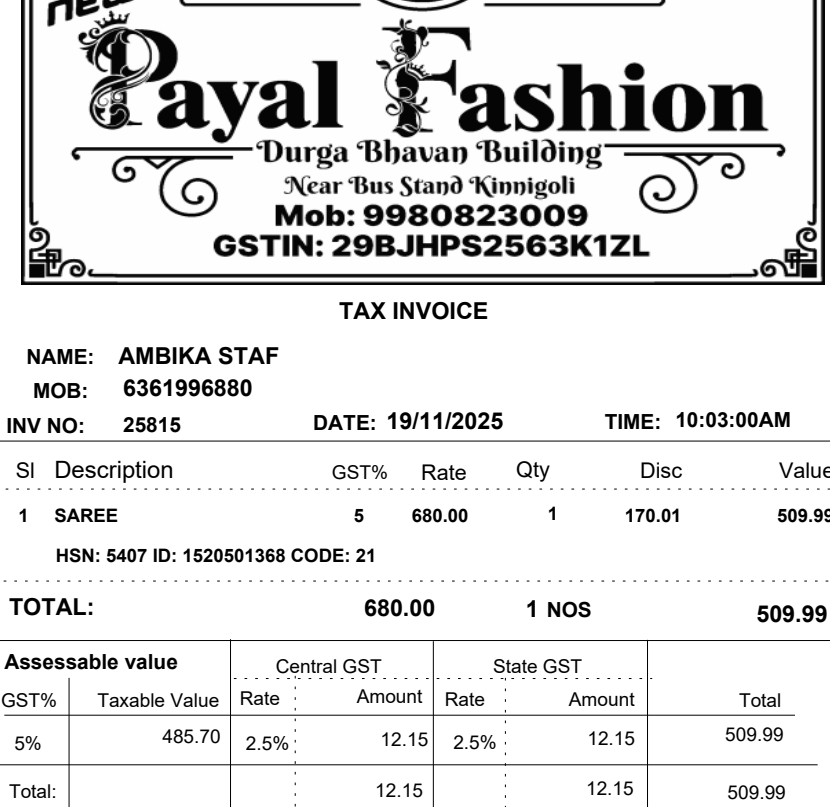 new
Payal Fashion
Durga Bhavan Building
Near Bus Stand Kinnigoli
Mob: 9980823009
GSTIN: 29BJHPS2563K1ZL
TAX INVOICE
NAME: AMBIKA STAF
MOB: 6361996880
INV NO: 25815 DATE: 19/11/2025 TIME: 10:03:00AM
Sl Description GST% Rate Qty Disc Value
1 SAREE 5 680.00 1 170.01 509.99
HSN: 5407 ID: 1520501368 CODE: 21
TOTAL: 680.00 1 NOS 509.99
Assessable value Central GST State GST
GST% Taxable Value Rate Amount Rate Amount Total
5% 485.70 2.5% 12.15 2.5% 12.15 509.99
Total: 12.15 12.15 509.99